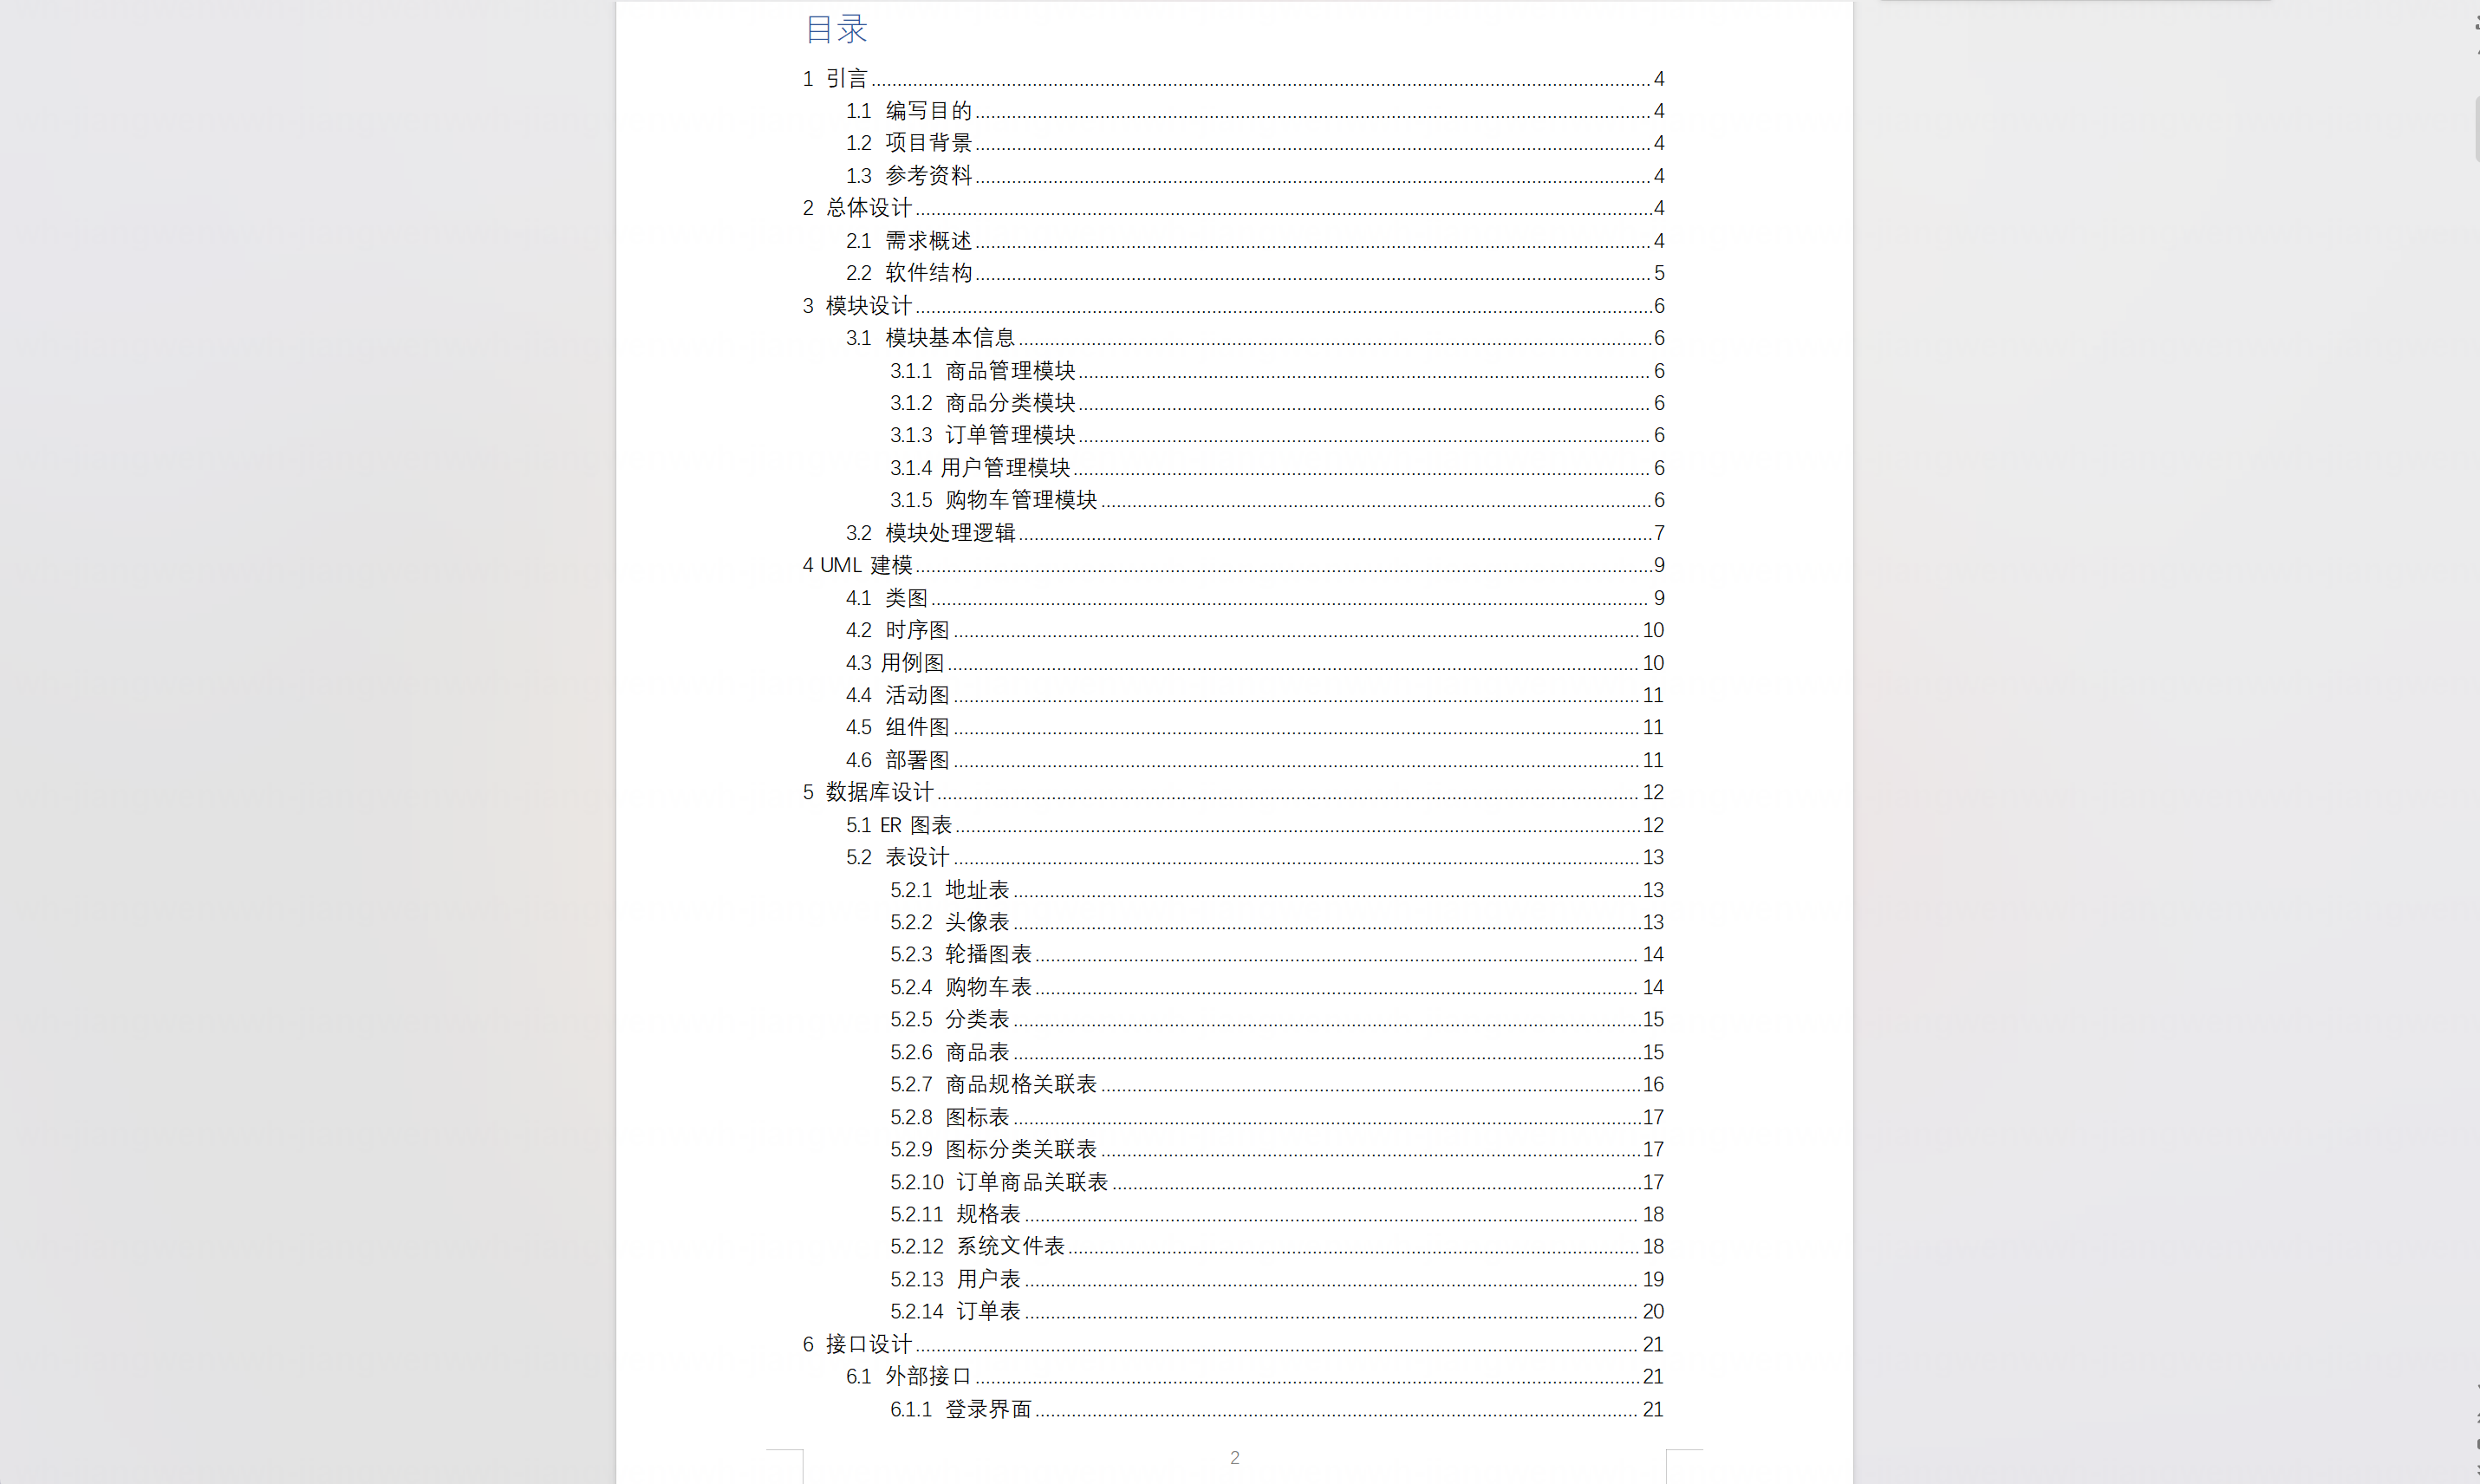 目录
1 引言 4
1.1 编写目的 4
1.2 项目背景 4
1.3 参考资料 4
2 总体设计 4
2.1 需求概述 4
2.2 软件结构 5
3 模块设计 6
3.1 模块基本信息 6
3.1.1 商品管理模块 6
3.1.2 商品分类模块 6
3.1.3 订单管理模块 6
3.1.4 用户管理模块 6
3.1.5 购物车管理模块 6
3.2 模块处理逻辑 7
4 UML 建模 9
4.1 类图 9
4.2 时序图 10
4.3 用例图 10
4.4 活动图 11
4.5 组件图 11
4.6 部署图 11
5 数据库设计 12
5.1 ER 图表 12
5.2 表设计 13
5.2.1 地址表 13
5.2.2 头像表 13
5.2.3 轮播图表 14
5.2.4 购物车表 14
5.2.5 分类表 15
5.2.6 商品表 15
5.2.7 商品规格关联表 16
5.2.8 图标表 17
5.2.9 图标分类关联表 17
5.2.10 订单商品关联表 17
5.2.11 规格表 18
5.2.12 系统文件表 18
5.2.13 用户表 19
5.2.14 订单表 20
6 接口设计 21
6.1 外部接口 21
6.1.1 登录界面 21
2